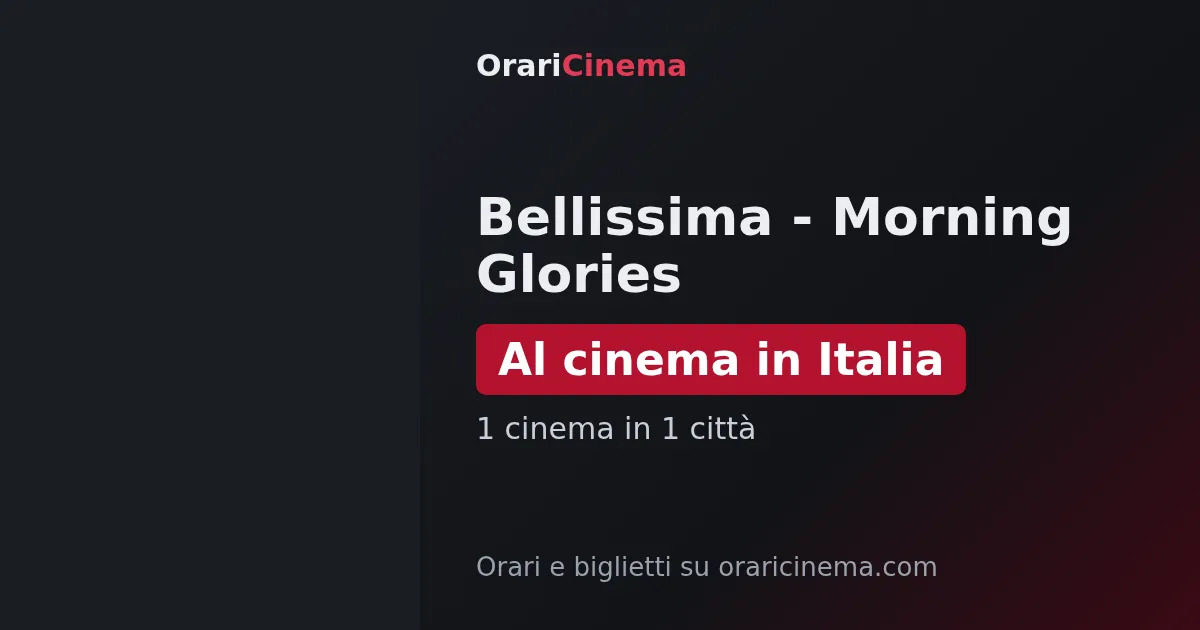 OrariCinema
Bellissima - Morning
Glories
Al cinema in Italia
1 cinema in 1 città
Orari e biglietti su oraricinema.com